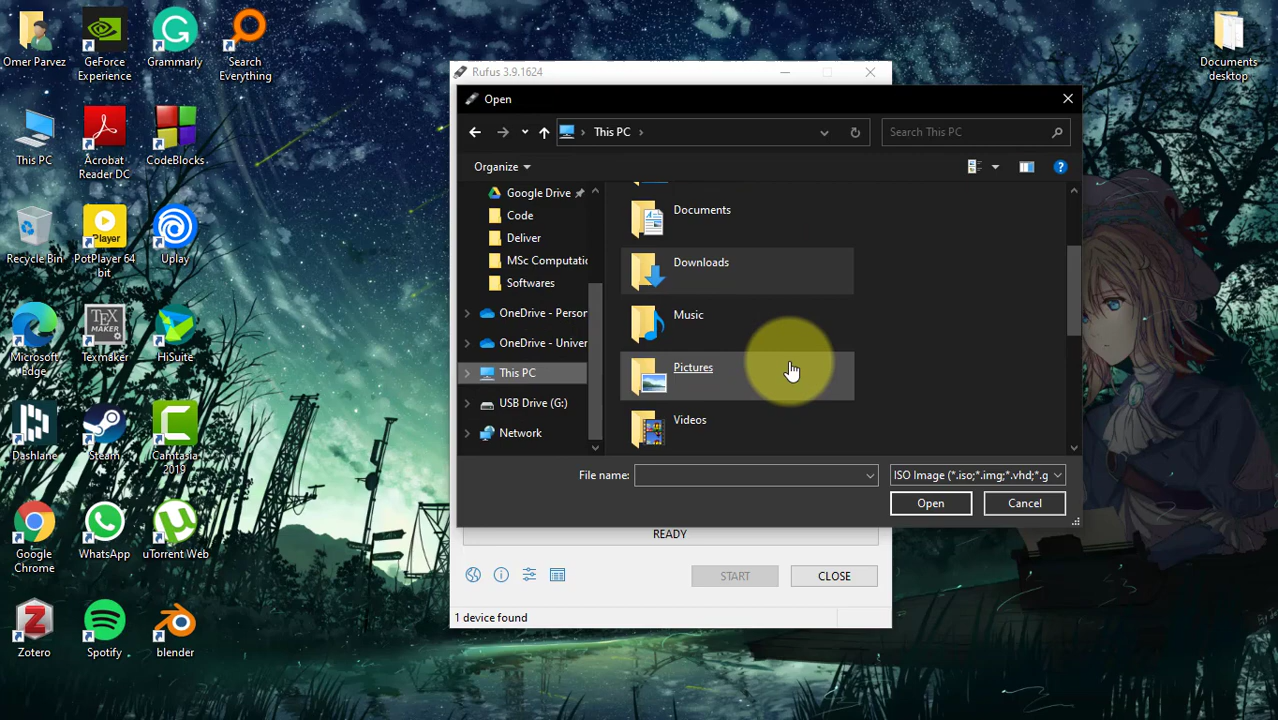 Omer Parvez
GeForce
Experience
Grammarly
Search
Everything
Documents
desktop
This PC
Acrobat
Reader DC
CodeBlocks
Recycle Bin
PotPlayer 64
bit
Uplay
Microsoft
Edge
Texmaker
HiSuite
Dashlane
Steam
Camtasia
2019
Google
Chrome
WhatsApp
uTorrent Web
Zotero
Spotify
blender
Rufus 3.9.1624
Open
This PC
Search This PC
Organize
Google Drive
Code
Deliver
MSc Computatic
Softwares
OneDrive - Person
OneDrive - Univer
This PC
USB Drive (G:)
Network
Documents
Downloads
Music
Pictures
Videos
File name:
ISO Image (*.iso;*.img;*.vhd;*.g
Open
Cancel
READY
START
CLOSE
1 device found